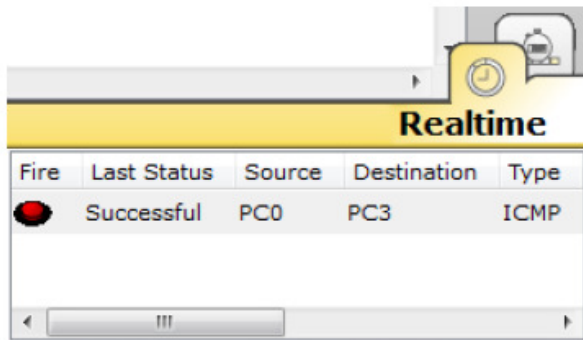 Realtime
Fire Last Status Source Destination Type
Successful PC0 PC3 ICMP